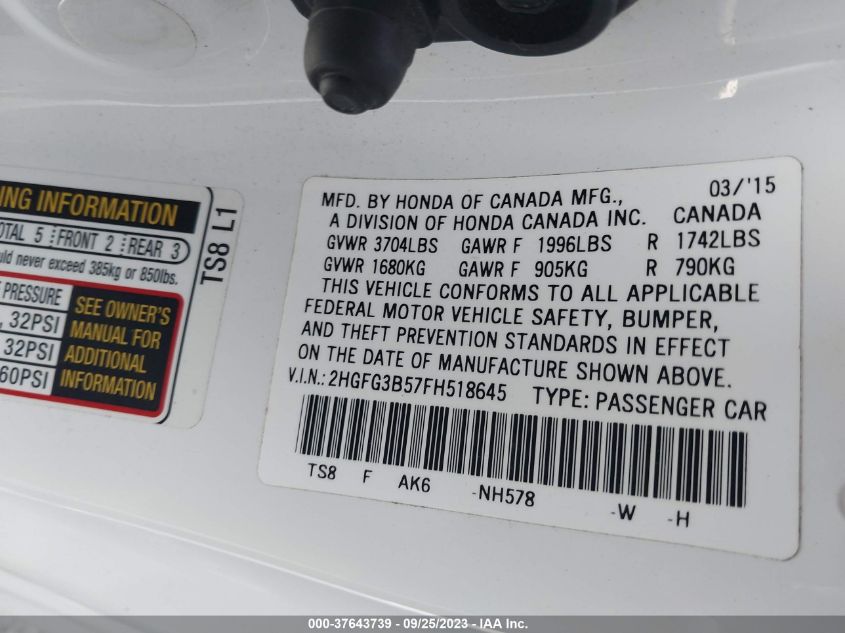 ING INFORMATION
OTAL 5 FRONT 2 REAR 3
uld never exceed 385kg or 850lbs.
PRESSURE
, 32PSI
32PSI
60PSI
SEE OWNER'S
MANUAL FOR
ADDITIONAL
INFORMATION
TS8 L1
MFD. BY HONDA OF CANADA MFG., 03/'15
A DIVISION OF HONDA CANADA INC. CANADA
GVWR 3704LBS GAWR F 1996LBS R 1742LBS
GVWR 1680KG GAWR F 905KG R 790KG
THIS VEHICLE CONFORMS TO ALL APPLICABLE
FEDERAL MOTOR VEHICLE SAFETY, BUMPER,
AND THEFT PREVENTION STANDARDS IN EFFECT
ON THE DATE OF MANUFACTURE SHOWN ABOVE.
V.I.N.: 2HGFG3B57FH518645 TYPE: PASSENGER CAR
TS8 F AK6 -NH578 -W -H
000-37643739 - 09/25/2023 - IAA Inc.